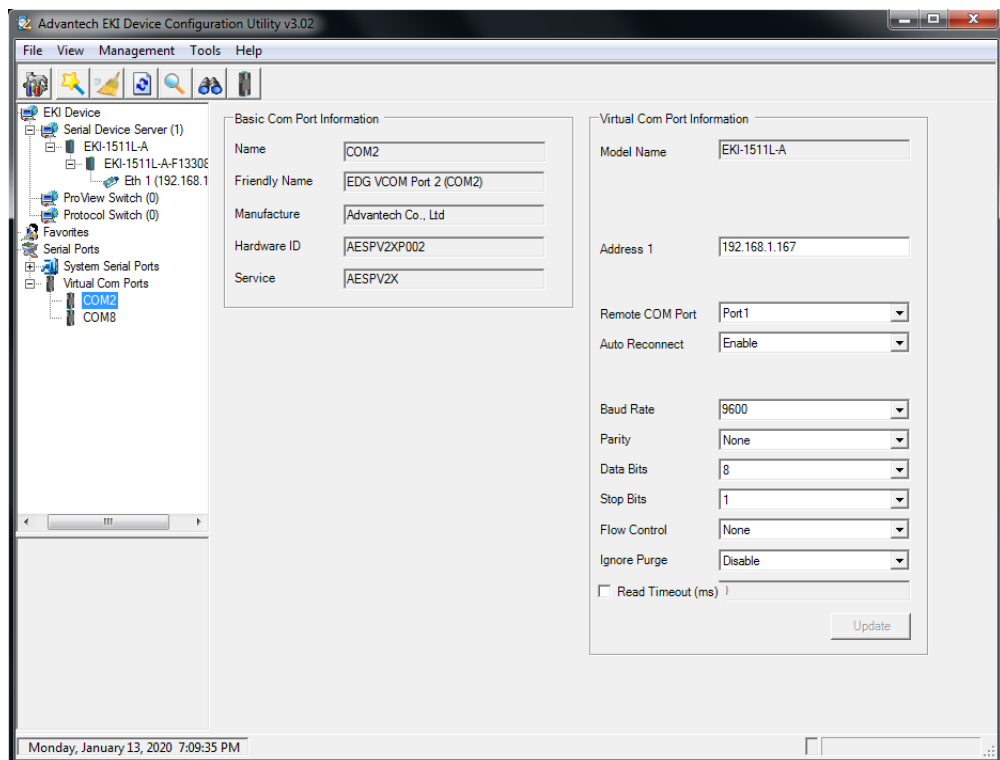 Advantech EKI Device Configuration Utility v3.02
File View Management Tools Help
EKI Device
Serial Device Server (1)
EKI-1511L-A
EKI-1511L-A-F13308
Eth 1 (192.168.1
ProView Switch (0)
Protocol Switch (0)
Favorites
Serial Ports
System Serial Ports
Virtual Com Ports
COM2
COM8
Basic Com Port Information
Name COM2
Friendly Name EDG VCOM Port 2 (COM2)
Manufacture Advantech Co., Ltd
Hardware ID AESPV2XP002
Service AESPV2X
Virtual Com Port Information
Model Name EKI-1511L-A
Address 1 192.168.1.167
Remote COM Port Port1
Auto Reconnect Enable
Baud Rate 9600
Parity None
Data Bits 8
Stop Bits 1
Flow Control None
Ignore Purge Disable
Read Timeout (ms)
Update
Monday, January 13, 2020 7:09:35 PM